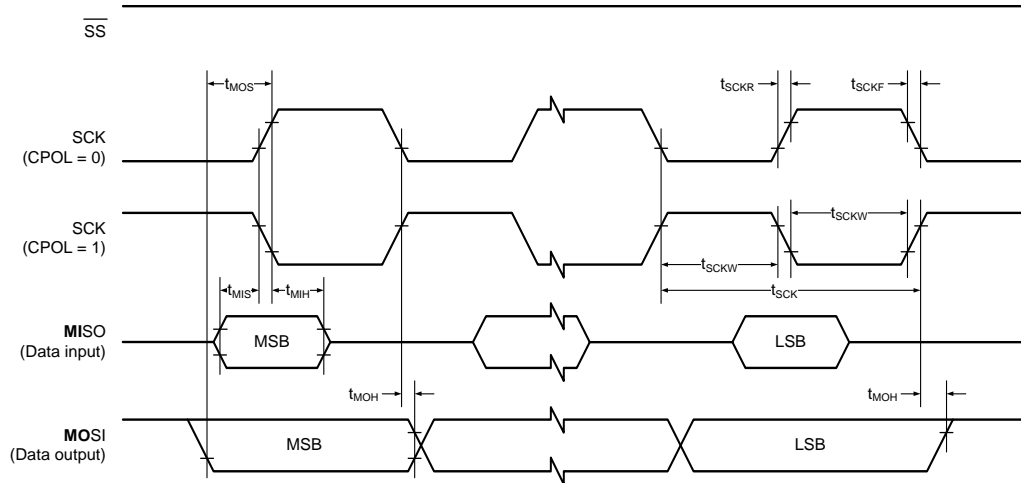 SS
tMOS
tSCKR
tSCKF
SCK
(CPOL = 0)
SCK
(CPOL = 1)
tSCKW
tSCKW
tSCK
tMIS
tMIH
MISO
(Data input)
MSB
LSB
tMOH
tMOH
MOSI
(Data output)
MSB
LSB